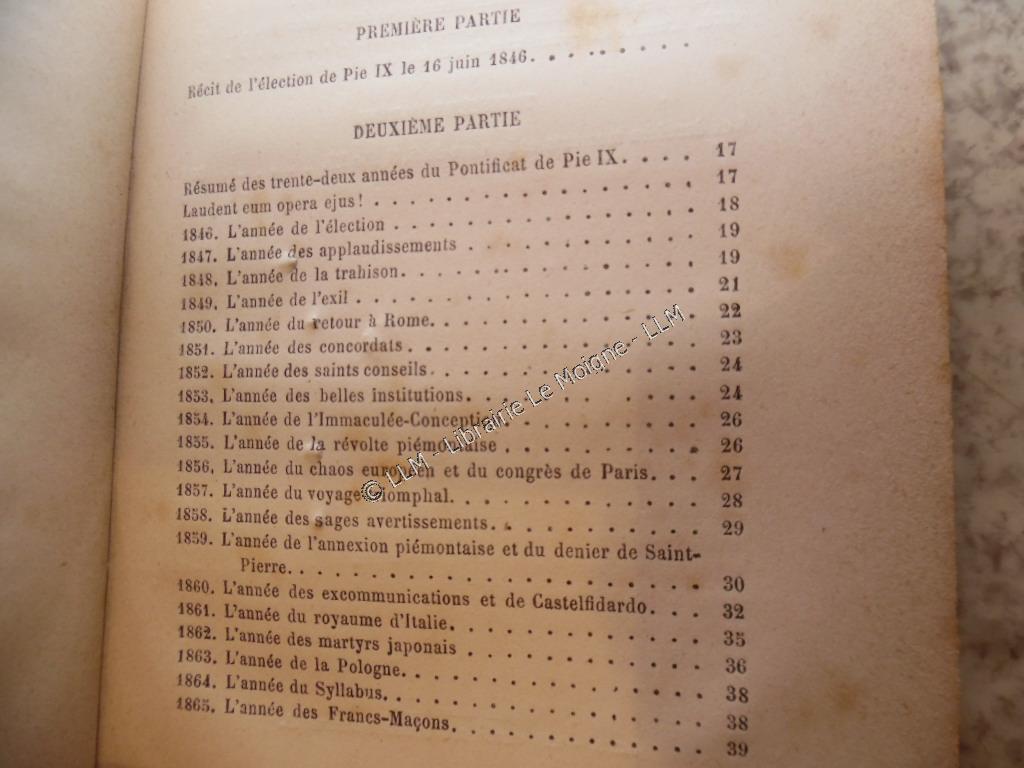 PREMIÈRE PARTIE
Récit de l'élection de Pie IX le 16 juin 1846. . . . . . . .
DEUXIÈME PARTIE
Résumé des trente-deux années du Pontificat de Pie IX. . . . 17
Laudent eum opera ejus! . . . . . . . . . . . . 17
1846. L'année de l'élection . . . . . . . . . . . 18
1847. L'année des applaudissements . . . . . . . . . 19
1848. L'année de la trahison. . . . . . . . . . . 19
1849. L'année de l'exil . . . . . . . . . . . . 21
1850. L'année du retour à Rome. . . . . . . . . . 22
1851. L'année des concordats . . . . . . . . . . . 23
1852. L'année des saints conseils. . . . . . . . . . 24
1853. L'année des belles institutions. . . . . . . . . 24
1854. L'année de l'Immaculée-Conception . . . . . . . . 26
1855. L'année de la révolte piémontaise . . . . . . . . 26
1856. L'année du chaos européen et du congrès de Paris. . . 27
1857. L'année du voyage triomphal. . . . . . . . . . 28
1858. L'année des sages avertissements. . . . . . . . . 29
1859. L'année de l'annexion piémontaise et du denier de Saint-
Pierre. . . . . . . . . . . . . . . . 30
1860. L'année des excommunications et de Castelfidardo. . . 32
1861. L'année du royaume d'Italie. . . . . . . . . . 35
1862. L'année des martyrs japonais . . . . . . . . . 36
1863. L'année de la Pologne. . . . . . . . . . . . 38
1864. L'année du Syllabus. . . . . . . . . . . . 38
1865. L'année des Francs-Maçons. . . . . . . . . . 39
© LLM - Librairie Le Moigne - LLM